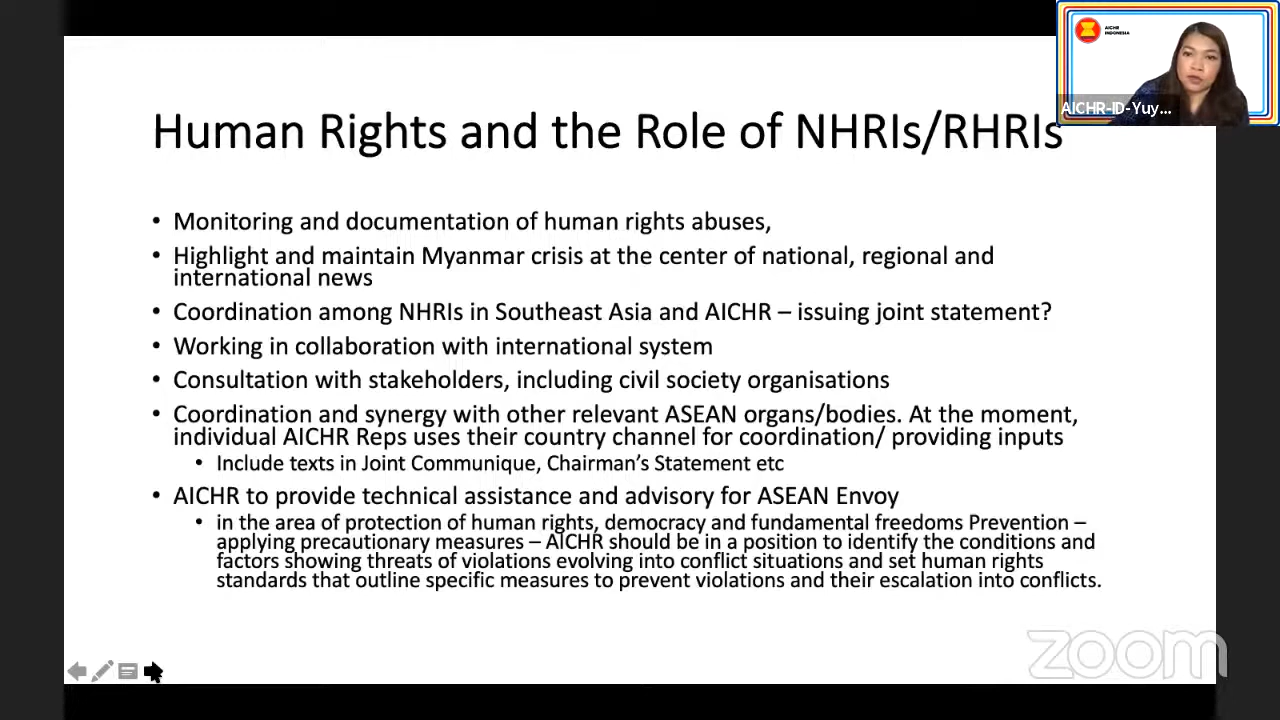 AICHR
INDONESIA
AICHR-ID-Yuy...
Human Rights and the Role of NHRIs/RHRIs
• Monitoring and documentation of human rights abuses,
• Highlight and maintain Myanmar crisis at the center of national, regional and
international news
• Coordination among NHRIs in Southeast Asia and AICHR – issuing joint statement?
• Working in collaboration with international system
• Consultation with stakeholders, including civil society organisations
• Coordination and synergy with other relevant ASEAN organs/bodies. At the moment,
individual AICHR Reps uses their country channel for coordination/ providing inputs
• Include texts in Joint Communique, Chairman's Statement etc
• AICHR to provide technical assistance and advisory for ASEAN Envoy
• in the area of protection of human rights, democracy and fundamental freedoms Prevention –
applying precautionary measures – AICHR should be in a position to identify the conditions and
factors showing threats of violations evolving into conflict situations and set human rights
standards that outline specific measures to prevent violations and their escalation into conflicts.
zoom